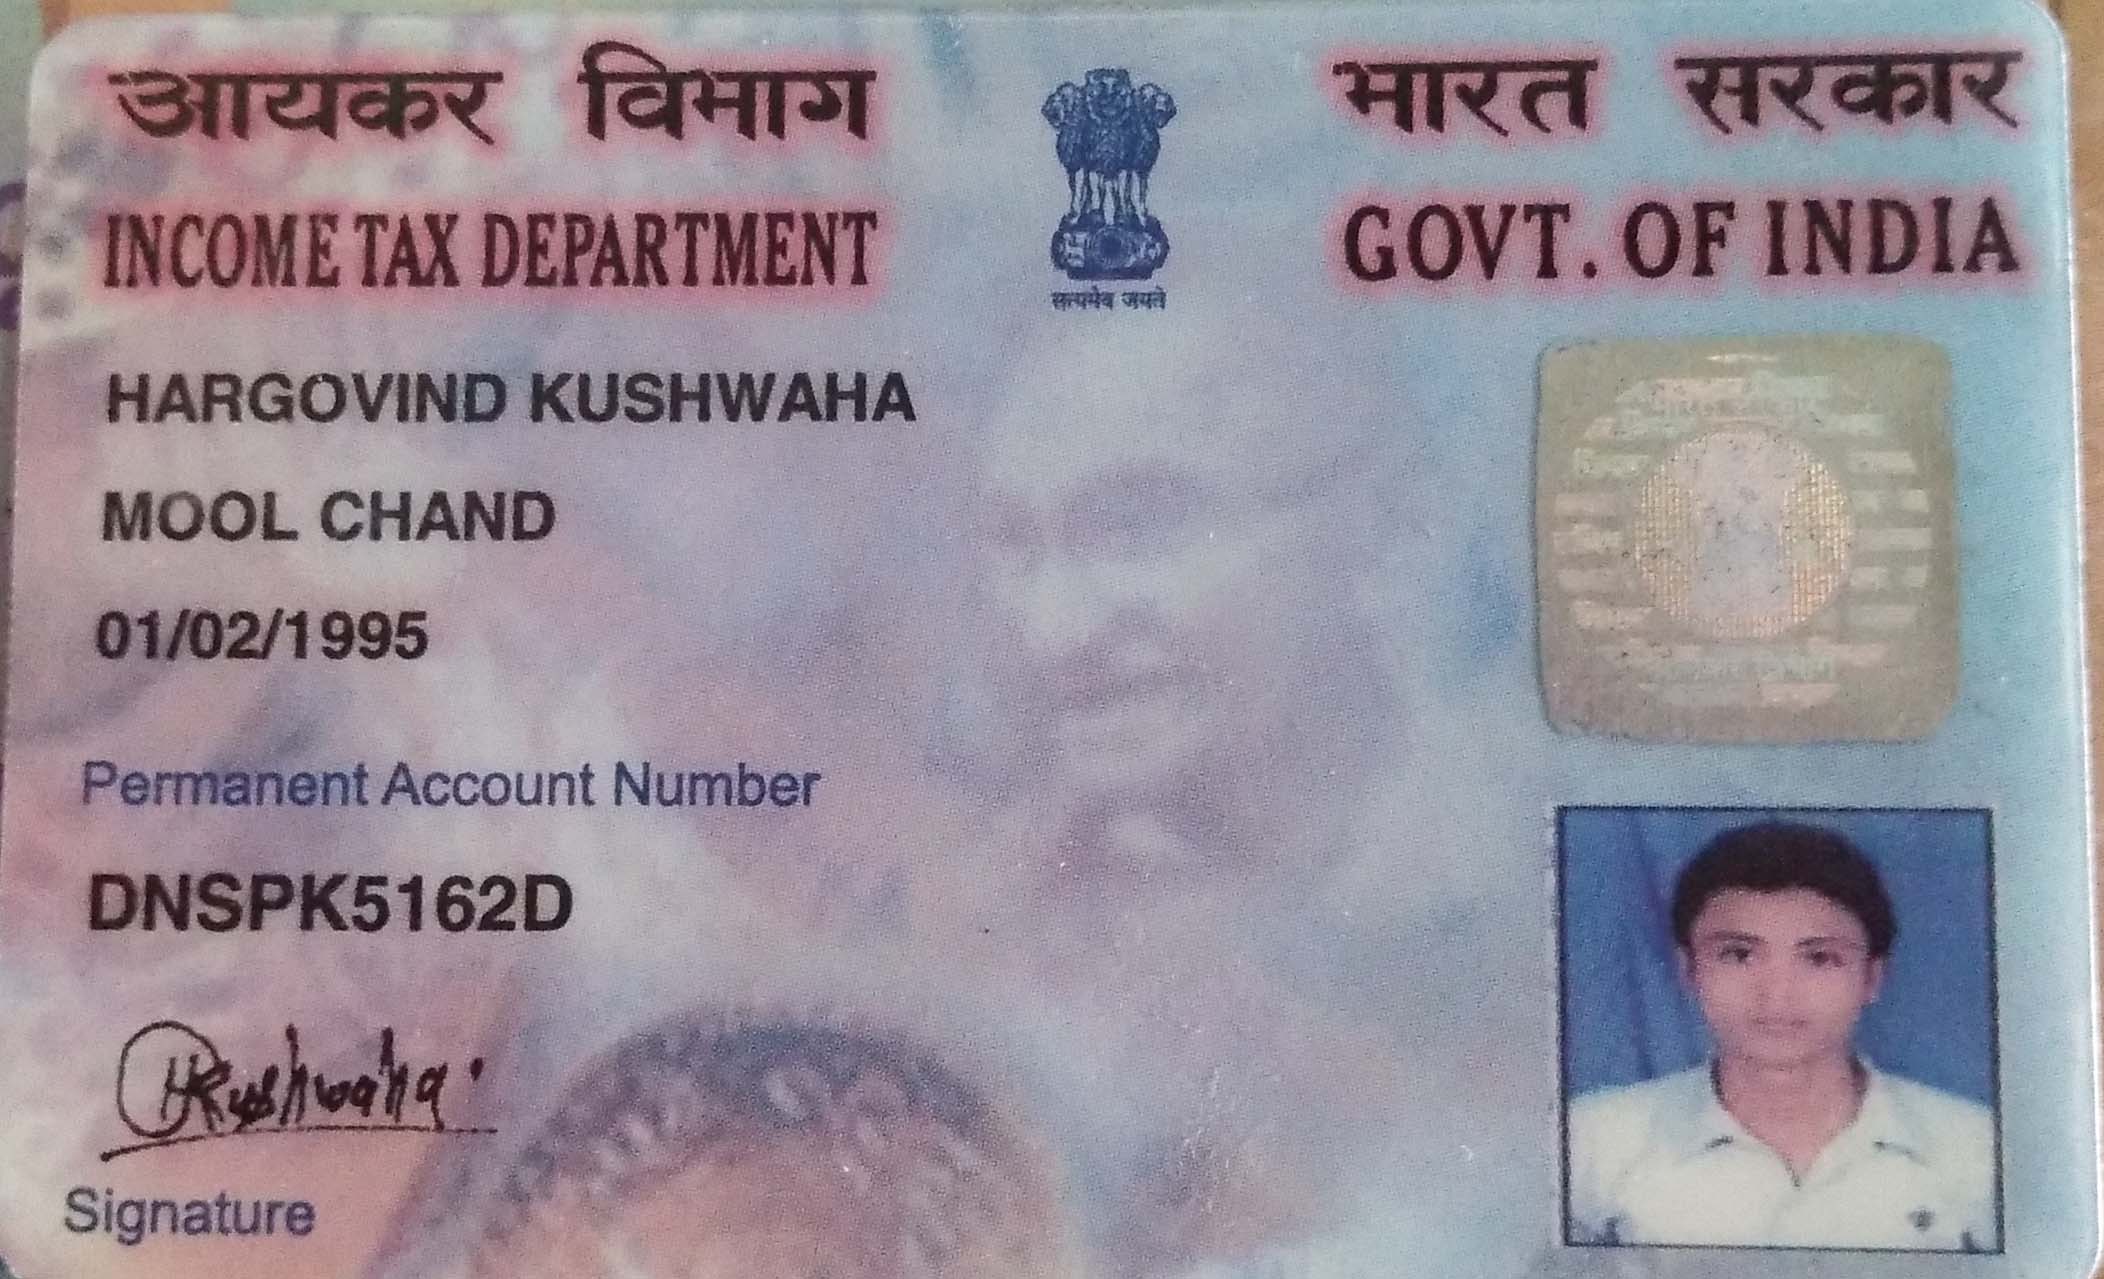 आयकर विभाग
INCOME TAX DEPARTMENT
सत्यमेव जयते
भारत सरकार
GOVT. OF INDIA
HARGOVIND KUSHWAHA
MOOL CHAND
01/02/1995
Permanent Account Number
DNSPK5162D
HKushwaha
Signature